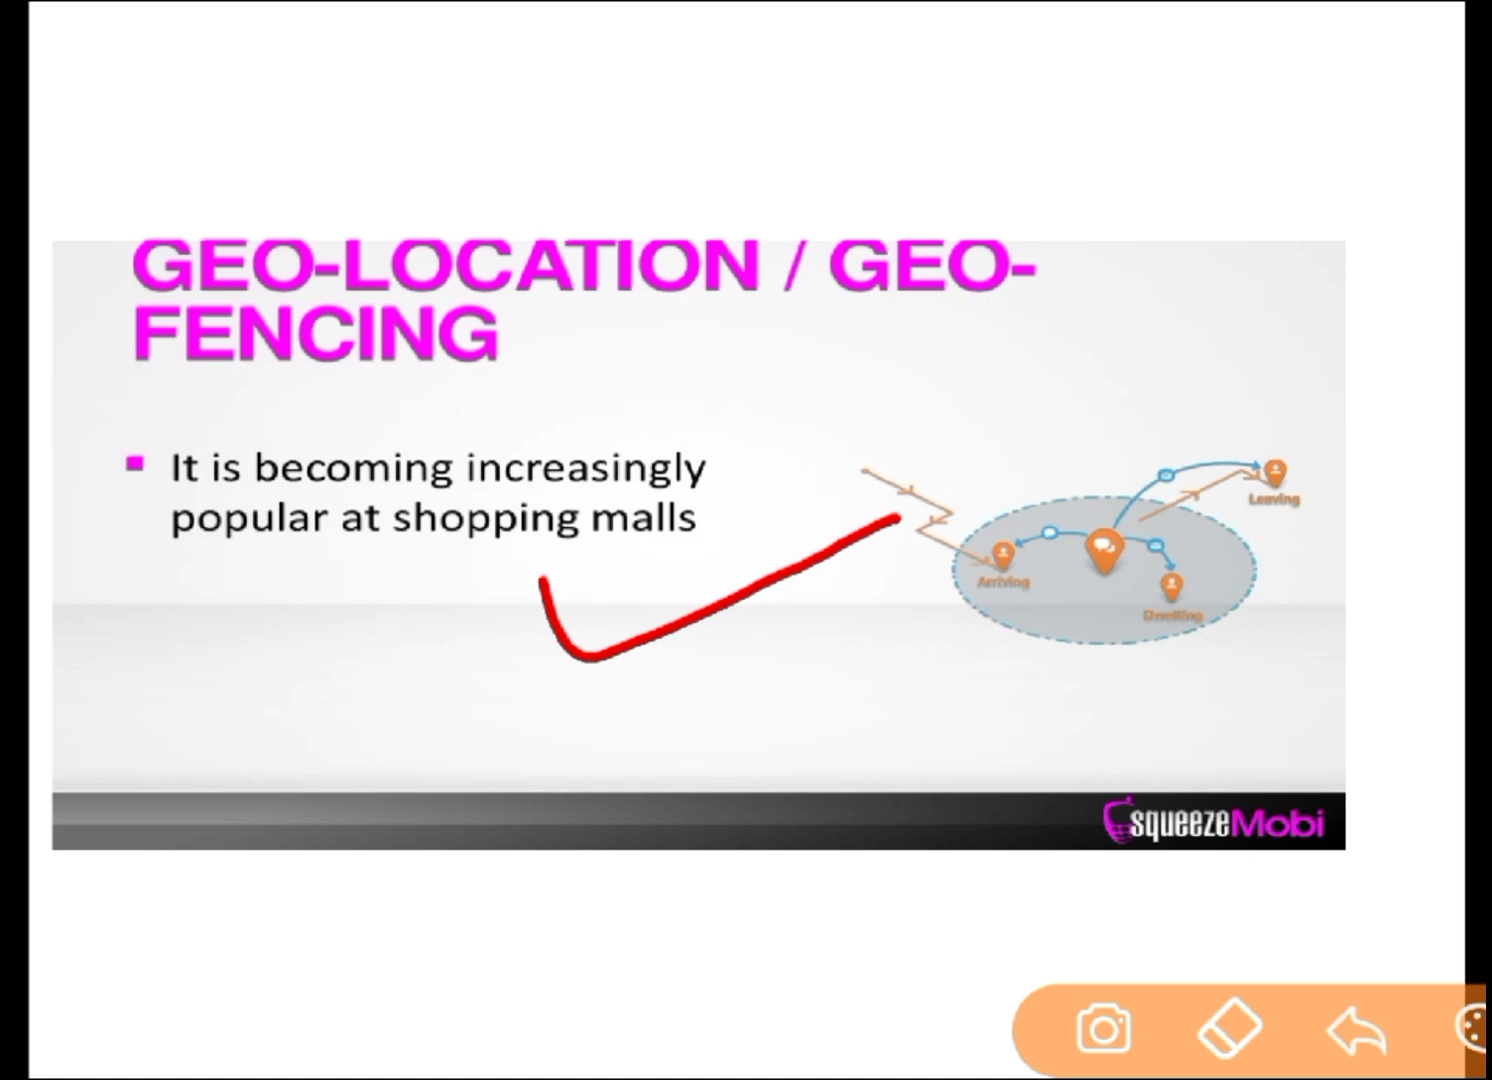 GEO-LOCATION / GEO-
FENCING
It is becoming increasingly
popular at shopping malls
Leaving
Arriving
Dwelling
squeezeMobi